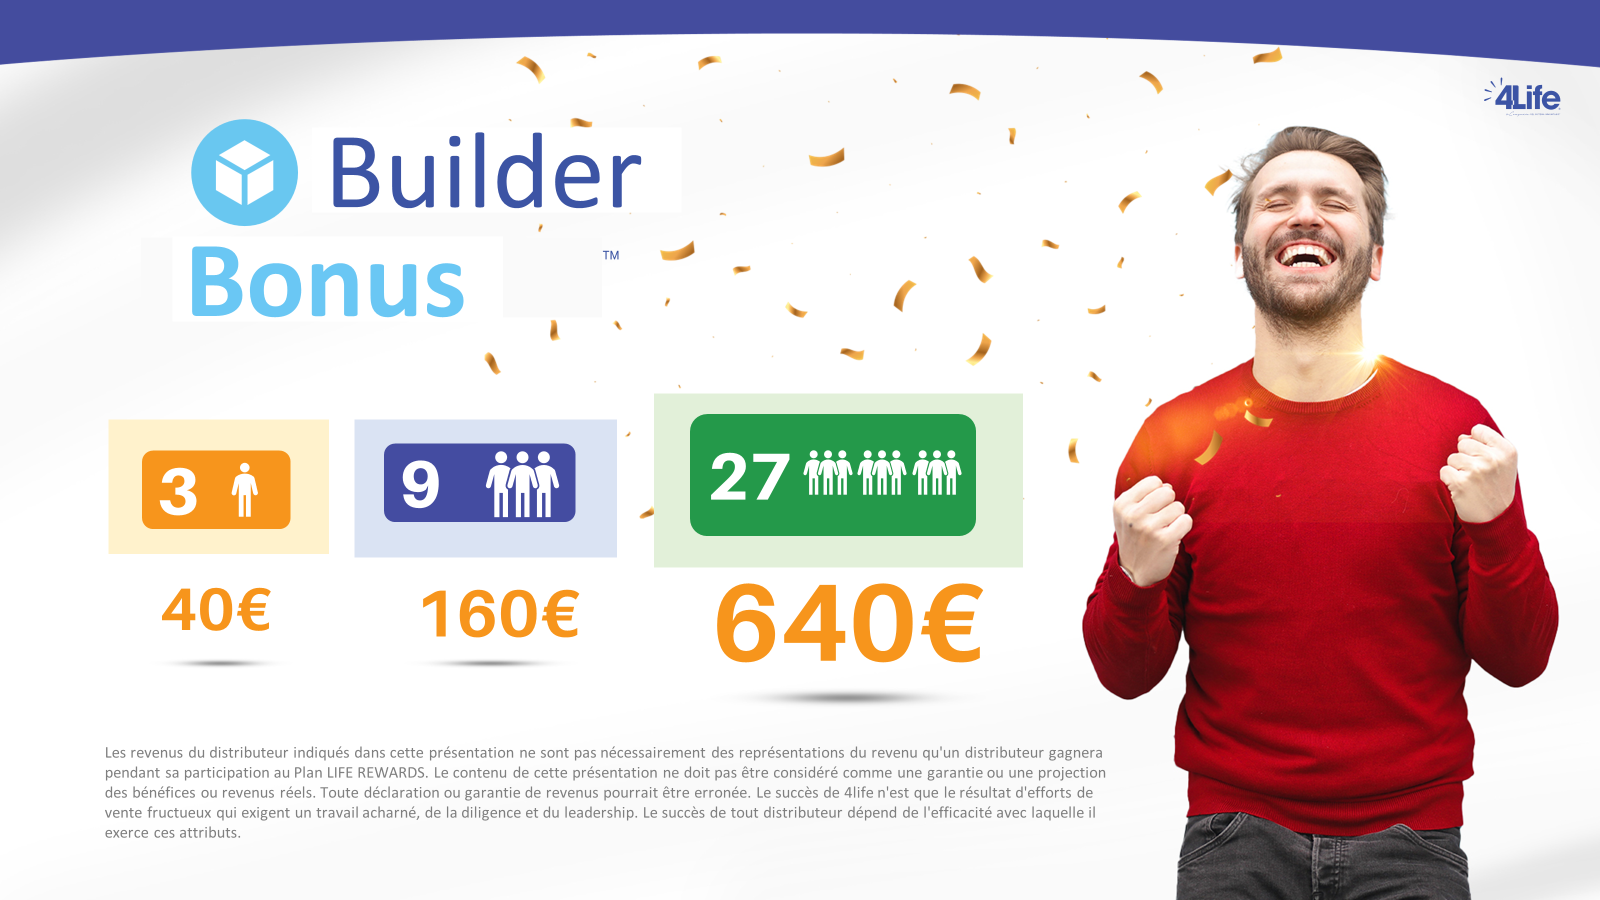 4Life
Builder
Bonus ™
3
9
27
40€
160€
640€
Les revenus du distributeur indiqués dans cette présentation ne sont pas nécessairement des représentations du revenu qu'un distributeur gagnera
pendant sa participation au Plan LIFE REWARDS. Le contenu de cette présentation ne doit pas être considéré comme une garantie ou une projection
des bénéfices ou revenus réels. Toute déclaration ou garantie de revenus pourrait être erronée. Le succès de 4life n'est que le résultat d'efforts de
vente fructueux qui exigent un travail acharné, de la diligence et du leadership. Le succès de tout distributeur dépend de l'efficacité avec laquelle il
exerce ces attributs.